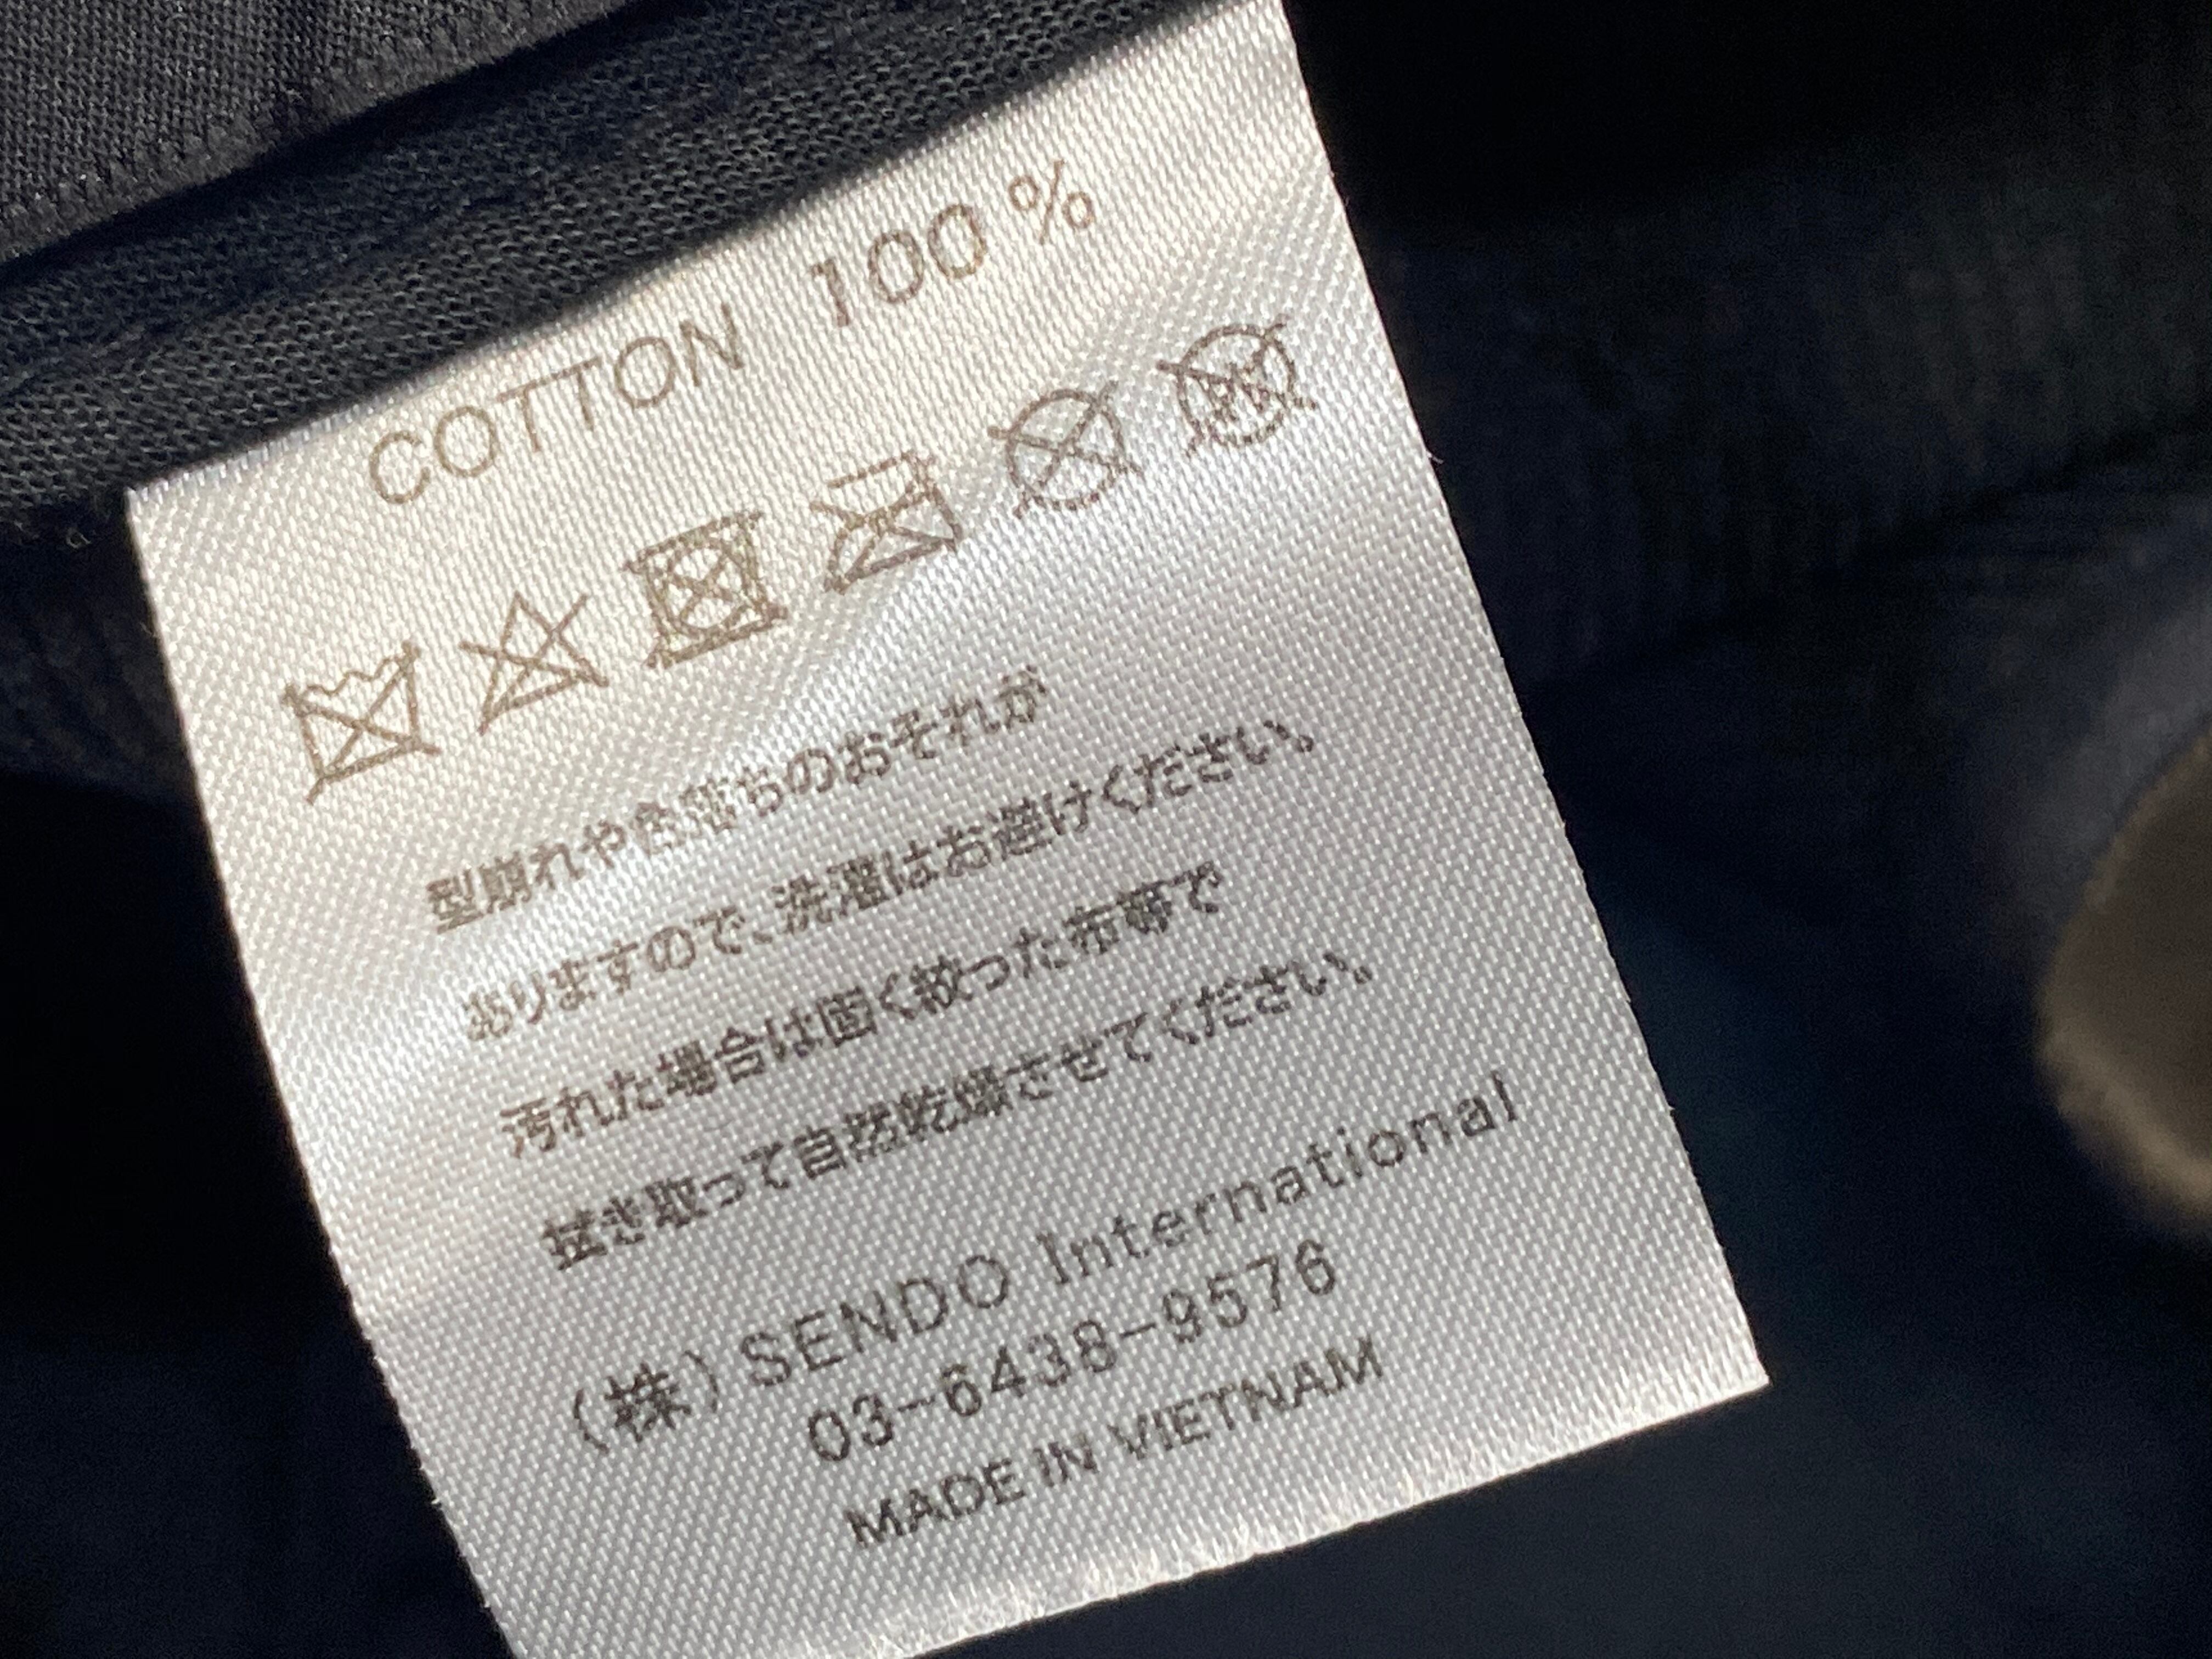 COTTON 100%
型崩れや色落ちのおそれが
ありますので、洗濯はお避けください。
汚れた場合は固く絞った布等で
拭き取って自然乾燥させてください。
(株) SENDO International
03-6438-9576
MADE IN VIETNAM